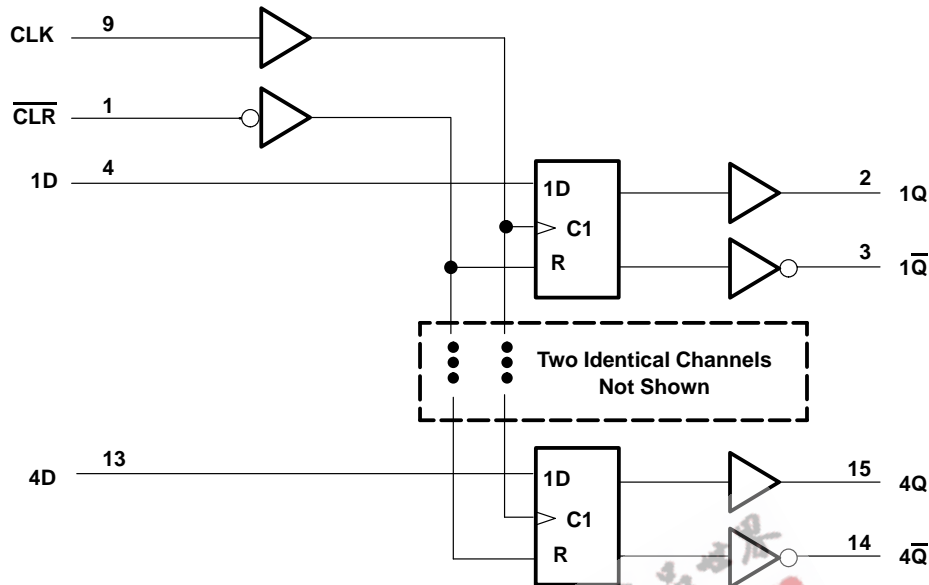 CLK 9
C̅L̅R̅ 1
1D 4
1D
C1
R
2 1Q
3 1Q̅
Two Identical Channels
Not Shown
4D 13
1D
C1
R
15 4Q
14 4Q̅